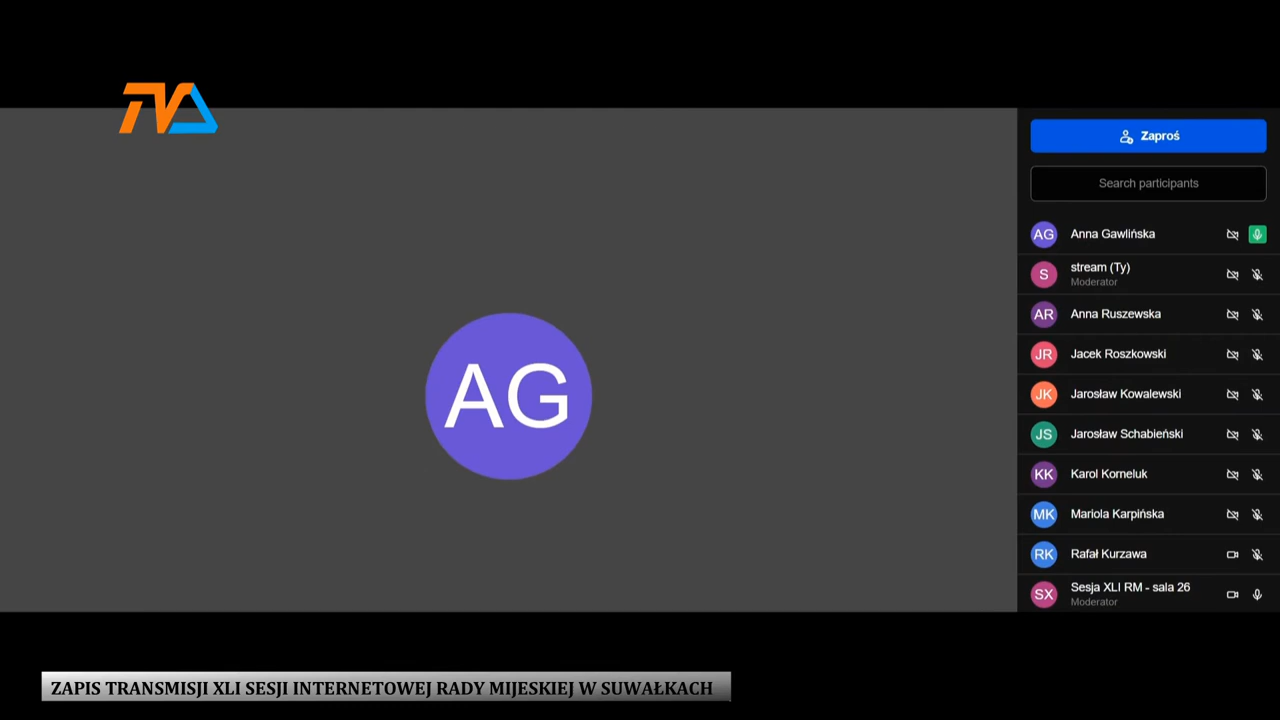 TVA
Zaproś
Search participants
AG Anna Gawlińska
S stream (Ty)
Moderator
AR Anna Ruszewska
JR Jacek Roszkowski
JK Jarosław Kowalewski
JS Jarosław Schabieński
KK Karol Korneluk
MK Mariola Karpińska
RK Rafał Kurzawa
SX Sesja XLI RM - sala 26
Moderator
AG
ZAPIS TRANSMISJI XLI SESJI INTERNETOWEJ RADY MIJESKIEJ W SUWAŁKACH